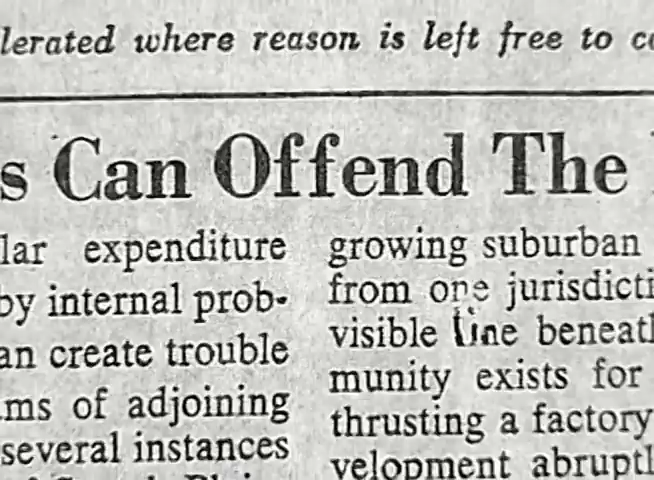 lerated where reason is left free to c
s Can Offend The
lar expenditure
by internal prob-
an create trouble
ms of adjoining
several instances
growing suburban
from one jurisdicti
visible line beneath
munity exists for
thrusting a factory
velopment abruptl